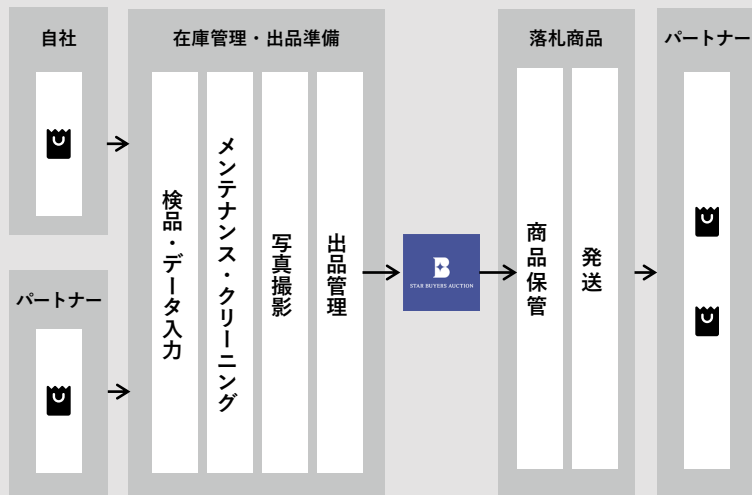 自社
パートナー
在庫管理・出品準備
検品・データ入力
メンテナンス・クリーニング
写真撮影
出品管理
B
STAR BUYERS AUCTION
落札商品
商品保管
発送
パートナー